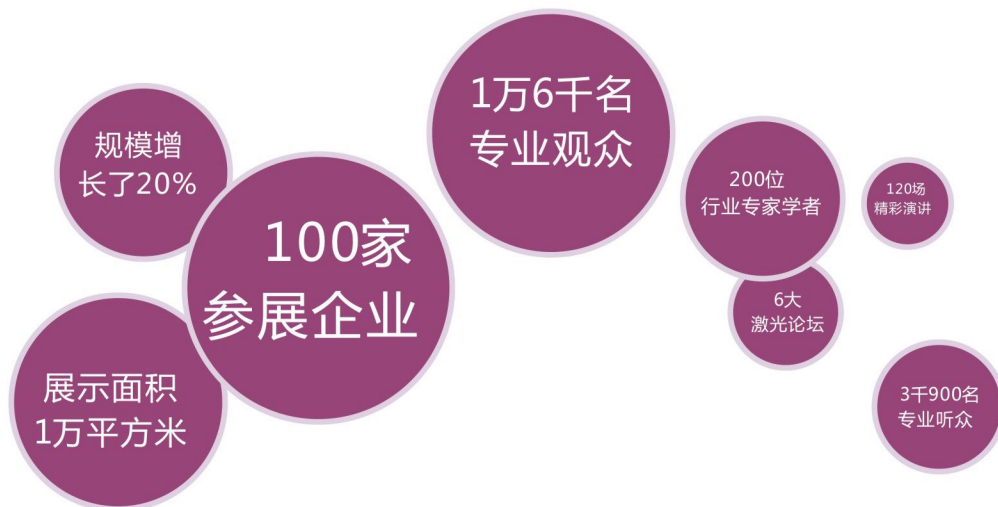 规模增
长了20%
100家
参展企业
展示面积
1万平方米
1万6千名
专业观众
200位
行业专家学者
6大
激光论坛
120场
精彩演讲
3千900名
专业听众